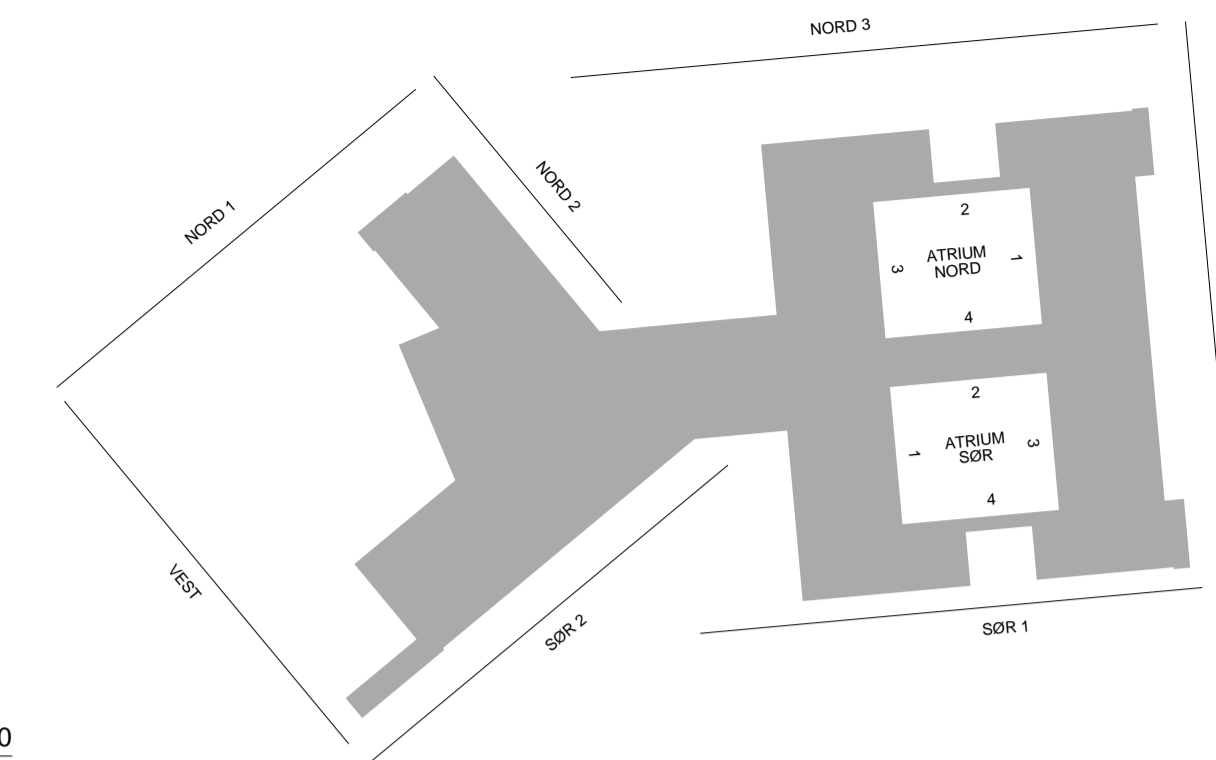 NORD 3
NORD 1
NORD 2
2
3
ATRIUM
NORD
1
4
2
1
ATRIUM
SØR
3
4
VEST
SØR 2
SØR 1
0